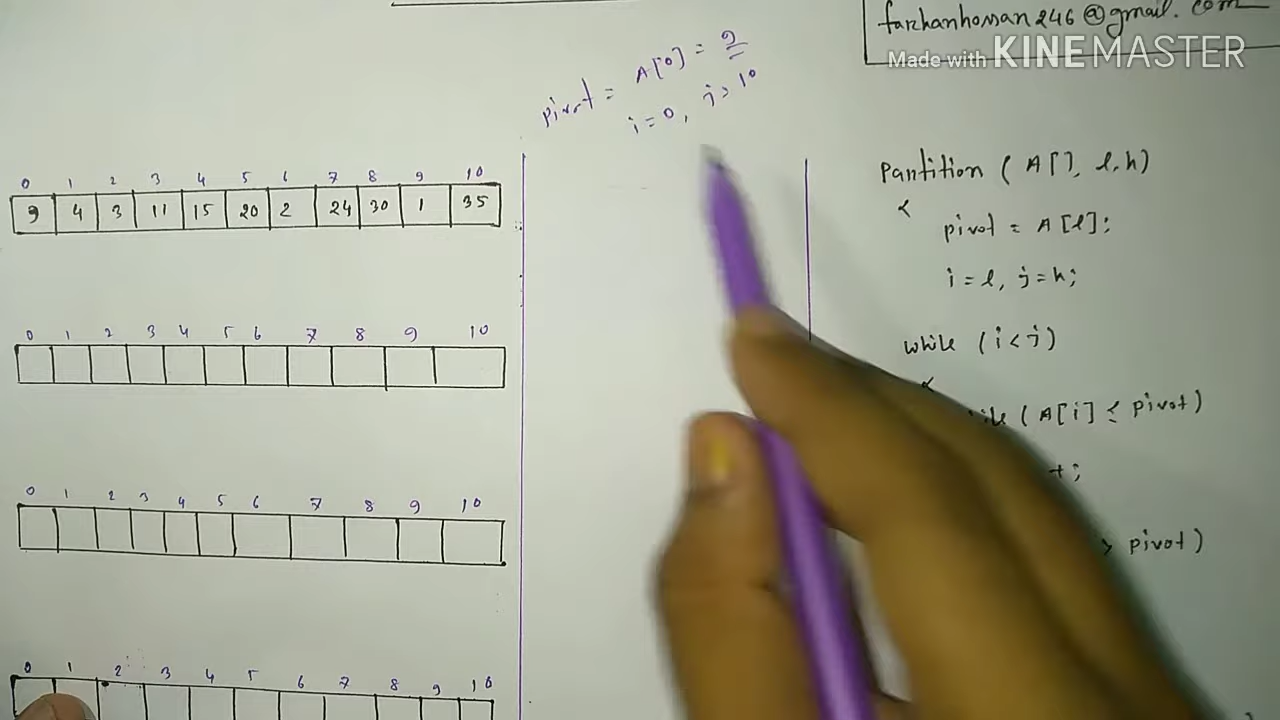 farhanhossan246@gmail.com
Made with KINEMASTER
pivot = A[0] = 9
i=0, j=10
0 1 2 3 4 5 6 7 8 9 10
9 4 3 11 15 20 2 24 30 1 35
0 1 2 3 4 5 6 7 8 9 10
0 1 2 3 4 5 6 7 8 9 10
0 1 2 3 4 5 6 7 8 9 10
Partition ( A[], l, h)
{
pivot = A[l];
i = l, j = h;
while (i < j)
{
(A[i] ≤ pivot)
+;
> pivot)